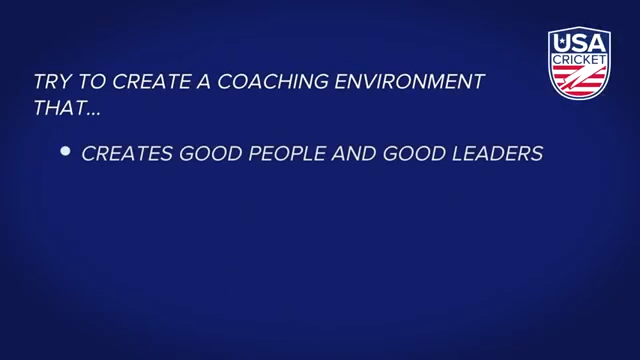 USA
CRICKET
TRY TO CREATE A COACHING ENVIRONMENT
THAT...
• CREATES GOOD PEOPLE AND GOOD LEADERS